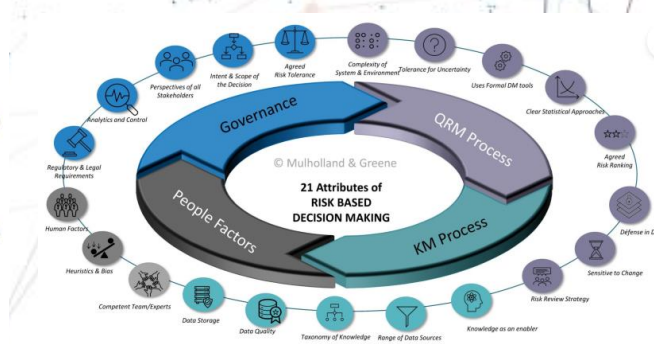 Agreed
Risk Tolerance
Complexity of
System & Environment
Tolerance for Uncertainty
Uses Formal DM tools
Clear Statistical Approaches
Agreed
Risk Ranking
Defense in D
Sensitive to Change
Risk Review Strategy
Knowledge as an enabler
Range of Data Sources
Taxonomy of Knowledge
Data Quality
Data Storage
Competent Team/Experts
Heuristics & Bias
Human Factors
Regulatory & Legal
Requirements
Analytics and Control
Perspectives of all
Stakeholders
Intent & Scope of
the Decision
Governance
QRM Process
KM Process
People Factors
© Mulholland & Greene
21 Attributes of
RISK BASED
DECISION MAKING